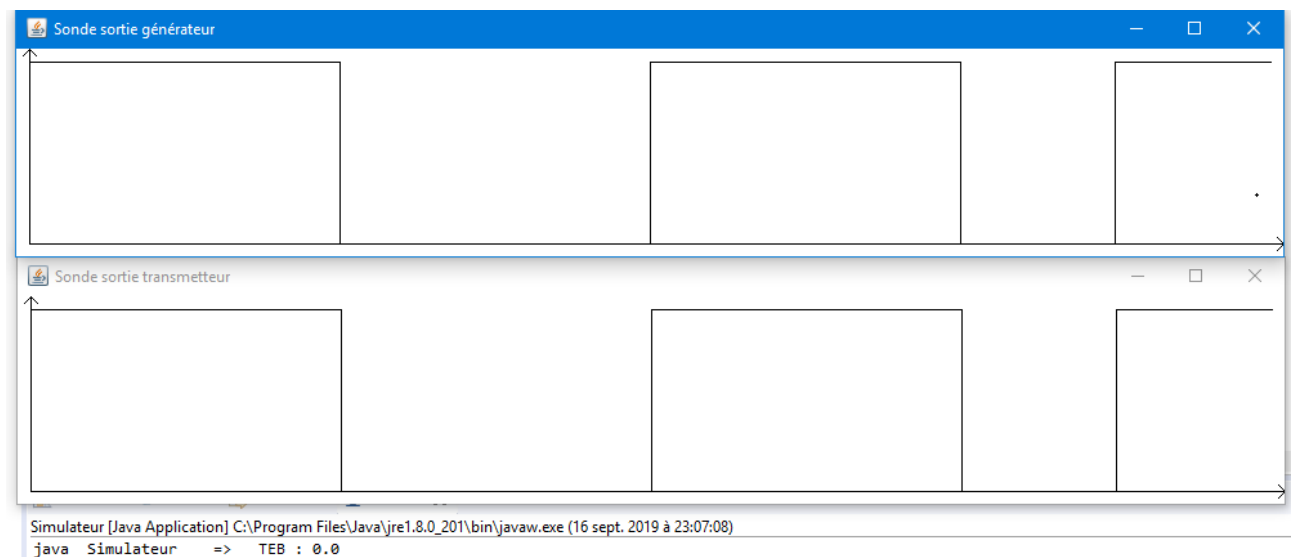 Sonde sortie générateur
Sonde sortie transmetteur
Simulateur [Java Application] C:\Program Files\Java\jre1.8.0_201\bin\javaw.exe (16 sept. 2019 à 23:07:08)
java  Simulateur    =>   TEB : 0.0